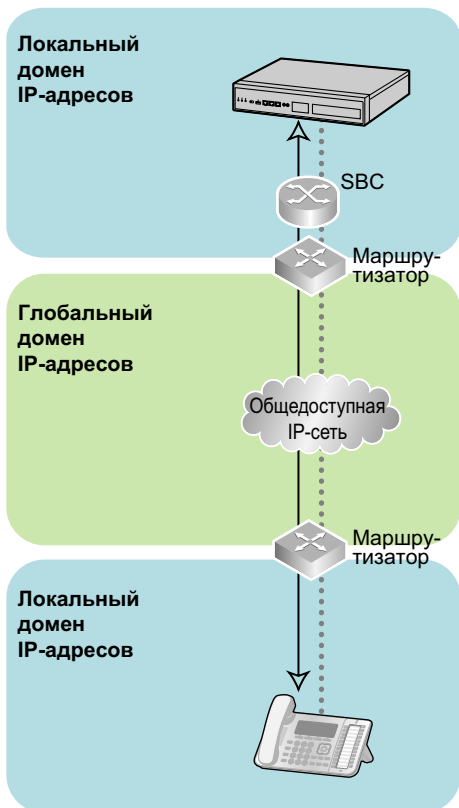 Локальный
домен
IP-адресов
SBC
Маршру-
тизатор
Глобальный
домен
IP-адресов
Общедоступная
IP-сеть
Маршру-
тизатор
Локальный
домен
IP-адресов